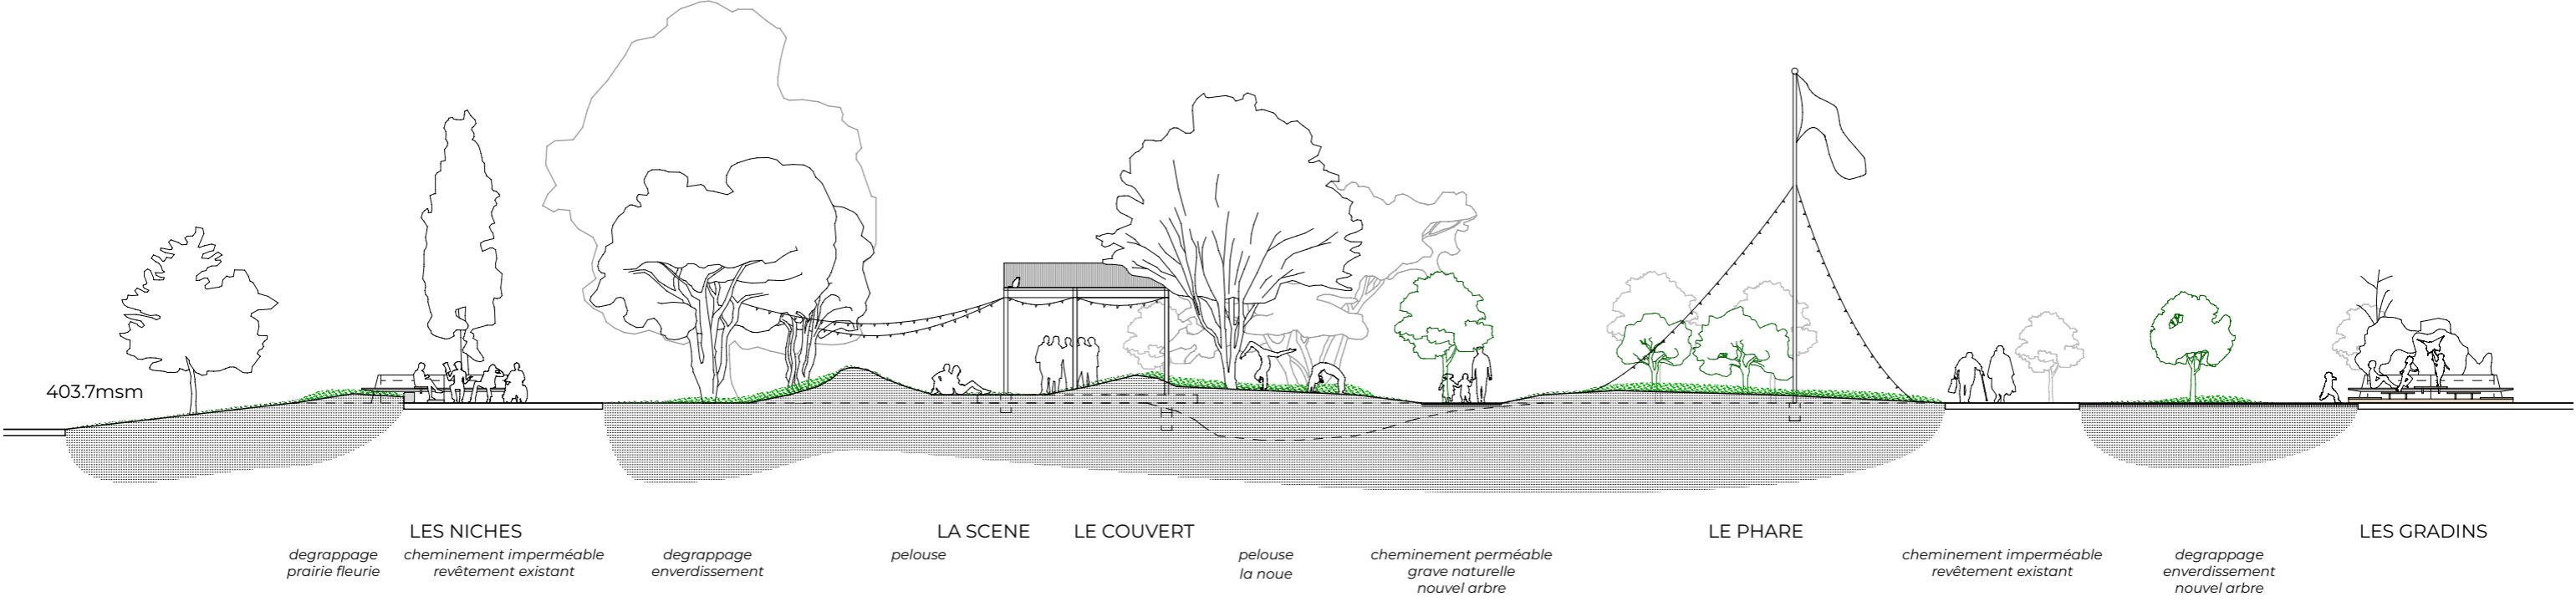 403.7msm
LES NICHES
LA SCENE
LE COUVERT
LE PHARE
LES GRADINS
degrappage
prairie fleurie
cheminement imperméable
revêtement existant
degrappage
enverdissement
pelouse
pelouse
la noue
cheminement perméable
grave naturelle
nouvel arbre
cheminement imperméable
revêtement existant
degrappage
enverdissement
nouvel arbre